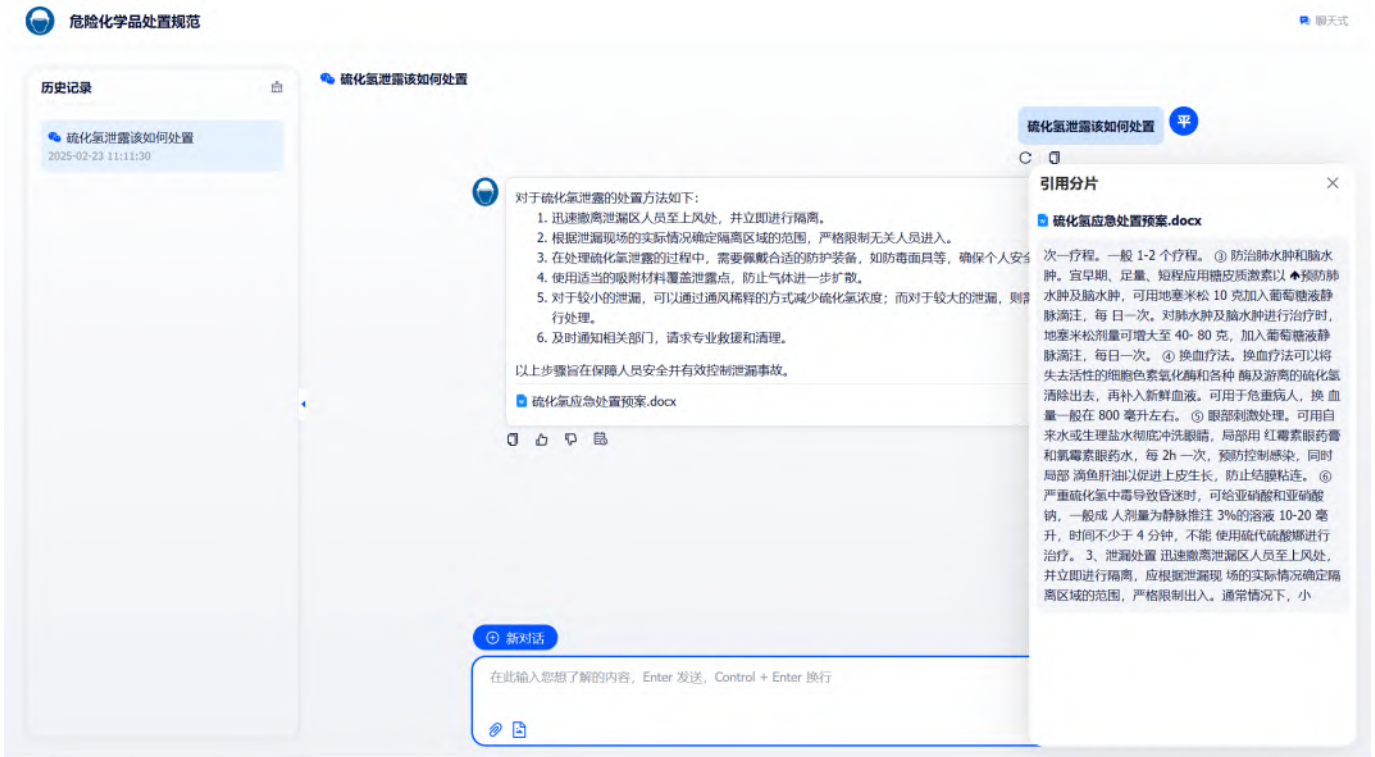 危险化学品处置规范
聊天式
历史记录
硫化氢泄露该如何处置
2025-02-23 11:11:30
硫化氢泄露该如何处置
硫化氢泄露该如何处置
平
对于硫化氢泄露的处置方法如下:
1. 迅速撤离泄漏区人员至上风处，并立即进行隔离。
2. 根据泄漏现场的实际情况确定隔离区域的范围，严格限制无关人员进入。
3. 在处理硫化氢泄露的过程中，需要佩戴合适的防护装备，如防毒面具等，确保个人安全
4. 使用适当的吸附材料覆盖泄露点，防止气体进一步扩散。
5. 对于较小的泄漏，可以通过通风稀释的方式减少硫化氢浓度；而对于较大的泄漏，则需
行处理。
6. 及时通知相关部门，请求专业救援和清理。
以上步骤旨在保障人员安全并有效控制泄漏事故。
硫化氢应急处置预案.docx
新对话
在此输入您想了解的内容，Enter 发送，Control + Enter 换行
引用分片
硫化氢应急处置预案.docx
次一疗程。一般 1-2 个疗程。 ③ 防治肺水肿和脑水
肿。宜早期、足量、短程应用糖皮质激素以 ♠预防肺
水肿及脑水肿，可用地塞米松 10 克加入葡萄糖液静
脉滴注，每 日一次。对肺水肿及脑水肿进行治疗时，
地塞米松剂量可增大至 40- 80 克，加入葡萄糖液静
脉滴注，每日一次。 ④ 换血疗法。换血疗法可以将
失去活性的细胞色素氧化酶和各种 酶及游离的硫化氢
清除出去，再补入新鲜血液。可用于危重病人，换 血
量一般在 800 毫升左右。 ⑤ 眼部刺激处理。可用自
来水或生理盐水彻底冲洗眼睛，局部用 红霉素眼药膏
和氯霉素眼药水，每 2h 一次，预防控制感染，同时
局部 滴鱼肝油以促进上皮生长，防止结膜粘连。 ⑥
严重硫化氢中毒导致昏迷时，可给亚硝酸和亚硝酸
钠，一般成 人剂量为静脉推注 3%的溶液 10-20 毫
升，时间不少于 4 分钟，不能 使用硫代硫酸娜进行
治疗。 3、泄漏处置 迅速撤离泄漏区人员至上风处，
并立即进行隔离，应根据泄漏现 场的实际情况确定隔
离区域的范围，严格限制出入。通常情况下，小